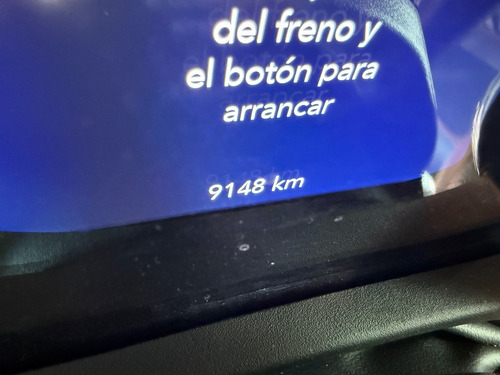 del freno y
el botón para
arrancar
9148 km